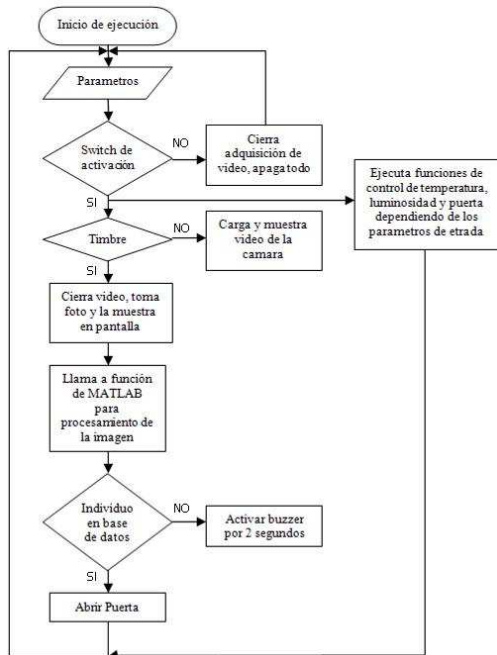 Inicio de ejecución
Parametros
Switch de
activación
NO
Cierra
adquisición de
video, apaga todo
SI
Ejecuta funciones de
control de temperatura,
luminosidad y puerta
dependiendo de los
parametros de etrada
Timbre
NO
Carga y muestra
video de la
camara
SI
Cierra video, toma
foto y la muestra
en pantalla
Llama a función
de MATLAB
para
procesamiento de
la imagen
Individuo
en base
de datos
NO
Activar buzzer
por 2 segundos
SI
Abrir Puerta